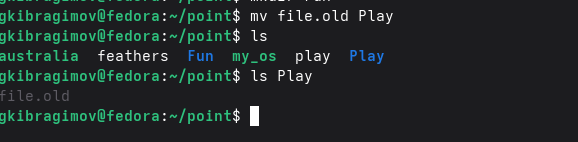 gkibragimov@fedora:~/point$ mv file.old Play
gkibragimov@fedora:~/point$ ls
australia feathers Fun my_os play Play
gkibragimov@fedora:~/point$ ls Play
file.old
gkibragimov@fedora:~/point$